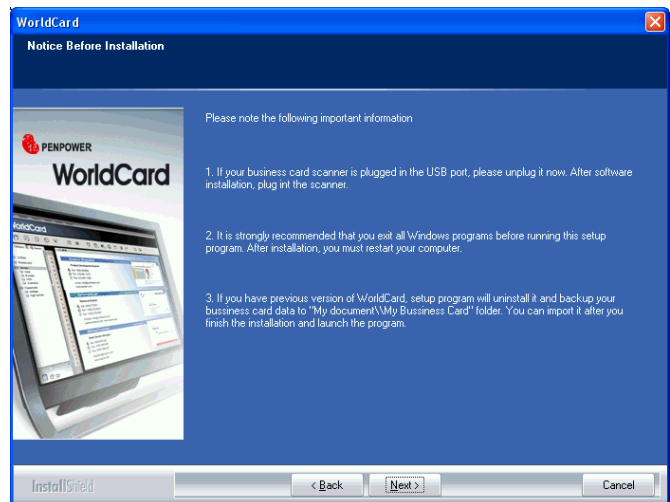 WorldCard
Notice Before Installation
Please note the following important information
PENPOWER
WorldCard
1. If your business card scanner is plugged in the USB port, please unplug it now. After software
installation, plug int the scanner.
2. It is strongly recommended that you exit all Windows programs before running this setup
program. After installation, you must restart your computer.
3. If you have previous version of WorldCard, setup program will uninstall it and backup your
bussiness card data to "My document\\My Bussiness Card" folder. You can import it after you
finish the installation and launch the program.
WorldCard
InstallShield
< Back
Next >
Cancel